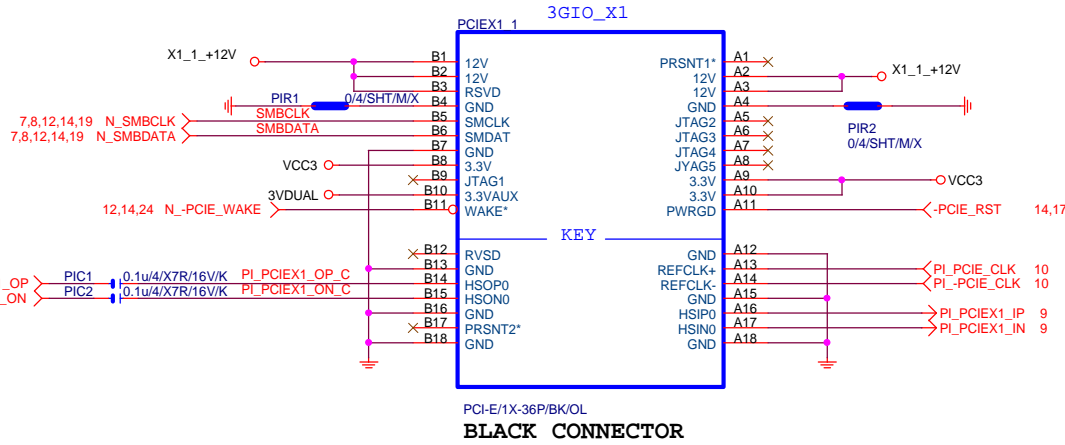 3GIO_X1
PCIEX1_1
X1_1_+12V
B1 12V
B2 12V
B3 RSVD
PIR1 0/4/SHT/M/X B4 GND
7,8,12,14,19 N_SMBCLK SMBCLK B5 SMCLK
7,8,12,14,19 N_SMBDATA SMBDATA B6 SMDAT
B7 GND
VCC3 B8 3.3V
B9 JTAG1
3VDUAL B10 3.3VAUX
12,14,24 N_-PCIE_WAKE B11 WAKE*
KEY
B12 RVSD
B13 GND
_OP PIC1 0.1u/4/X7R/16V/K PI_PCIEX1_OP_C B14 HSOP0
_ON PIC2 0.1u/4/X7R/16V/K PI_PCIEX1_ON_C B15 HSON0
B16 GND
B17 PRSNT2*
B18 GND
PRSNT1* A1
12V A2 X1_1_+12V
12V A3
GND A4
PIR2
0/4/SHT/M/X
JTAG2 A5
JTAG3 A6
JTAG4 A7
JYAG5 A8
3.3V A9 VCC3
3.3V A10
PWRGD A11 -PCIE_RST 14,17
GND A12
REFCLK+ A13 PI_PCIE_CLK 10
REFCLK- A14 PI_-PCIE_CLK 10
GND A15
HSIP0 A16 PI_PCIEX1_IP 9
HSIN0 A17 PI_PCIEX1_IN 9
GND A18
PCI-E/1X-36P/BK/OL
BLACK CONNECTOR